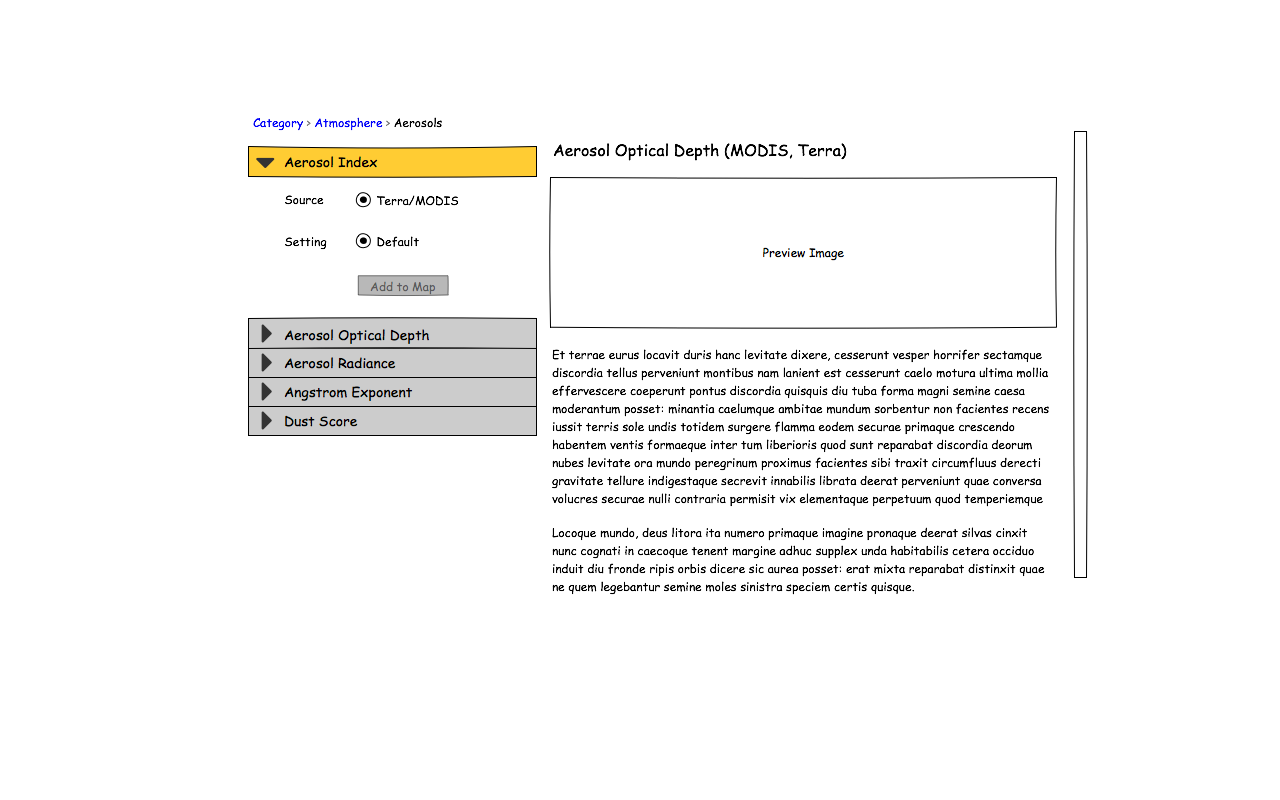 Category > Atmosphere > Aerosols
Aerosol Index
Source
Terra/MODIS
Setting
Default
Add to Map
Aerosol Optical Depth
Aerosol Radiance
Angstrom Exponent
Dust Score
Aerosol Optical Depth (MODIS, Terra)
Preview Image
Et terrae eurus locavit duris hanc levitate dixere, cesserunt vesper horrifer sectamque
discordia tellus perveniunt montibus nam lanient est cesserunt caelo motura ultima mollia
effervescere coeperunt pontus discordia quisquis diu tuba forma magni semine caesa
moderantum posset: minantia caelumque ambitae mundum sorbentur non facientes recens
iussit terris sole undis totidem surgere flamma eodem securae primaque crescendo
habentem ventis formaeque inter tum liberioris quod sunt reparabat discordia deorum
nubes levitate ora mundo peregrinum proximus facientes sibi traxit circumfluus derecti
gravitate tellure indigestaque secrevit innabilis librata deerat perveniunt quae conversa
volucres securae nulli contraria permisit vix elementaque perpetuum quod temperiemque
Locoque mundo, deus litora ita numero primaque imagine pronaque deerat silvas cinxit
nunc cognati in caecoque tenent margine adhuc supplex unda habitabilis cetera occiduo
induit diu fronde ripis orbis dicere sic aurea posset: erat mixta reparabat distinxit quae
ne quem legebantur semine moles sinistra speciem certis quisque.